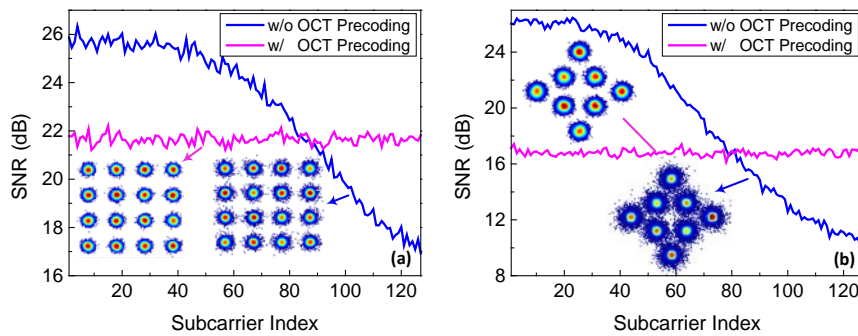 w/o OCT Precoding
w/ OCT Precoding
SNR (dB)
26
24
22
20
18
16
20
40
60
80
100
120
Subcarrier Index
(a)
w/o OCT Precoding
w/ OCT Precoding
SNR (dB)
24
20
16
12
8
20
40
60
80
100
120
Subcarrier Index
(b)